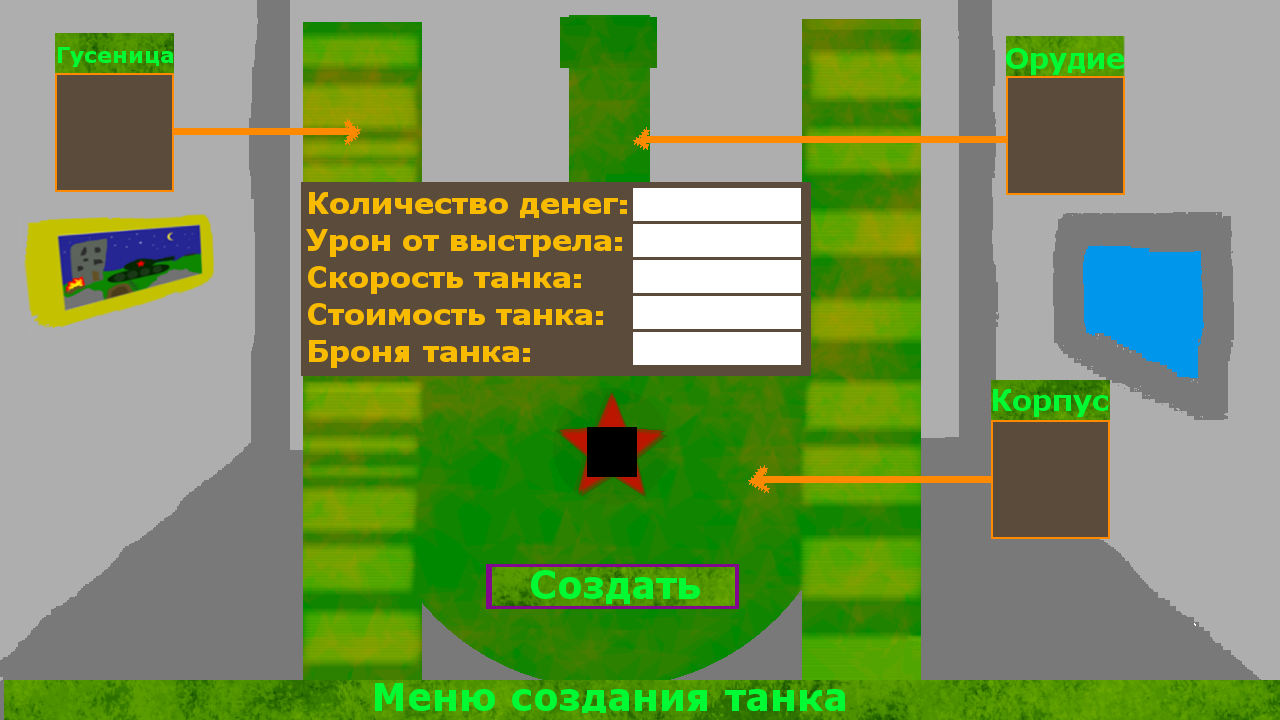 Гусеница
Орудие
Количество денег:
Урон от выстрела:
Скорость танка:
Стоимость танка:
Броня танка:
Корпус
Создать
Меню создания танка